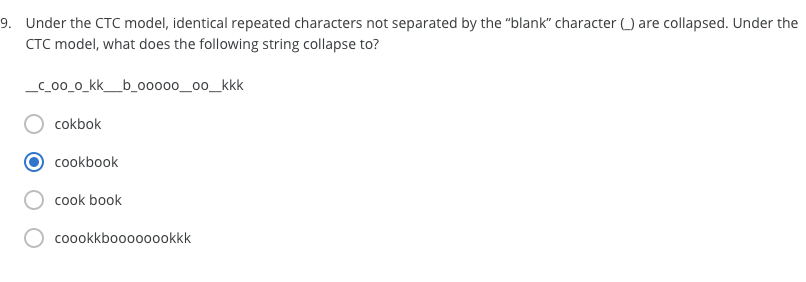 9. Under the CTC model, identical repeated characters not separated by the “blank” character (_) are collapsed. Under the
CTC model, what does the following string collapse to?
__c_oo_o_kk___b_ooooo__oo__kkk
cokbok
cookbook
cook book
coookkboooooookkk